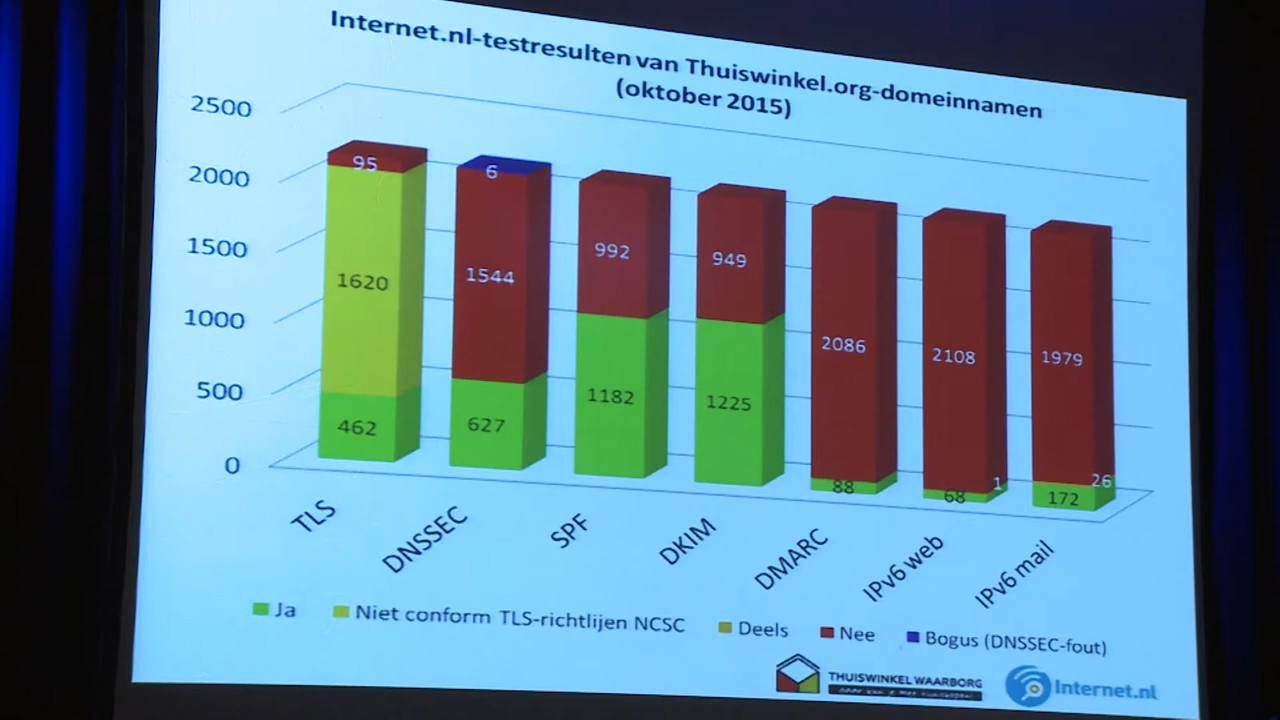 Internet.nl-testresulten van Thuiswinkel.org-domeinnamen
(oktober 2015)
2500
2000
1500
1000
500
0
95
1620
462
6
1544
627
992
1182
949
1225
2086
88
2108
1
68
1979
26
172
TLS
DNSSEC
SPF
DKIM
DMARC
IPv6 web
IPv6 mail
Ja
Niet conform TLS-richtlijen NCSC
Deels
Nee
Bogus (DNSSEC-fout)
THUISWINKEL WAARBORG
Internet.nl